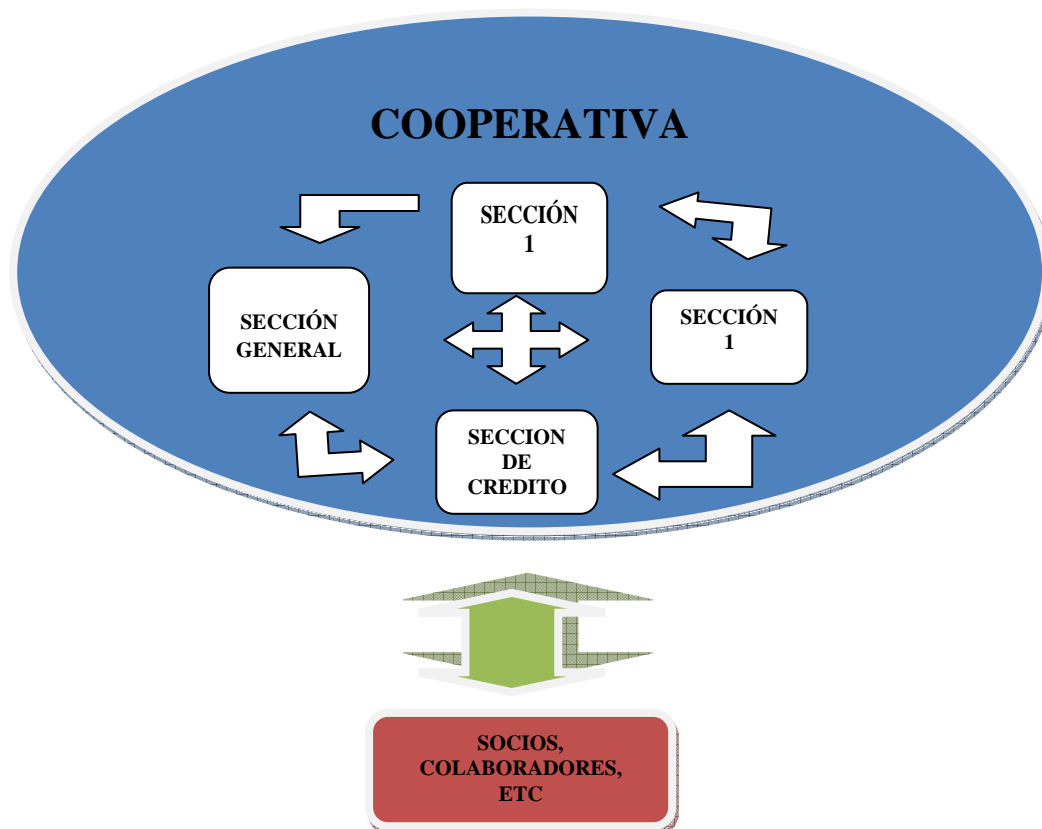 COOPERATIVA
SECCIÓN
1
SECCIÓN
GENERAL
SECCIÓN
1
SECCION
DE
CREDITO
SOCIOS,
COLABORADORES,
ETC